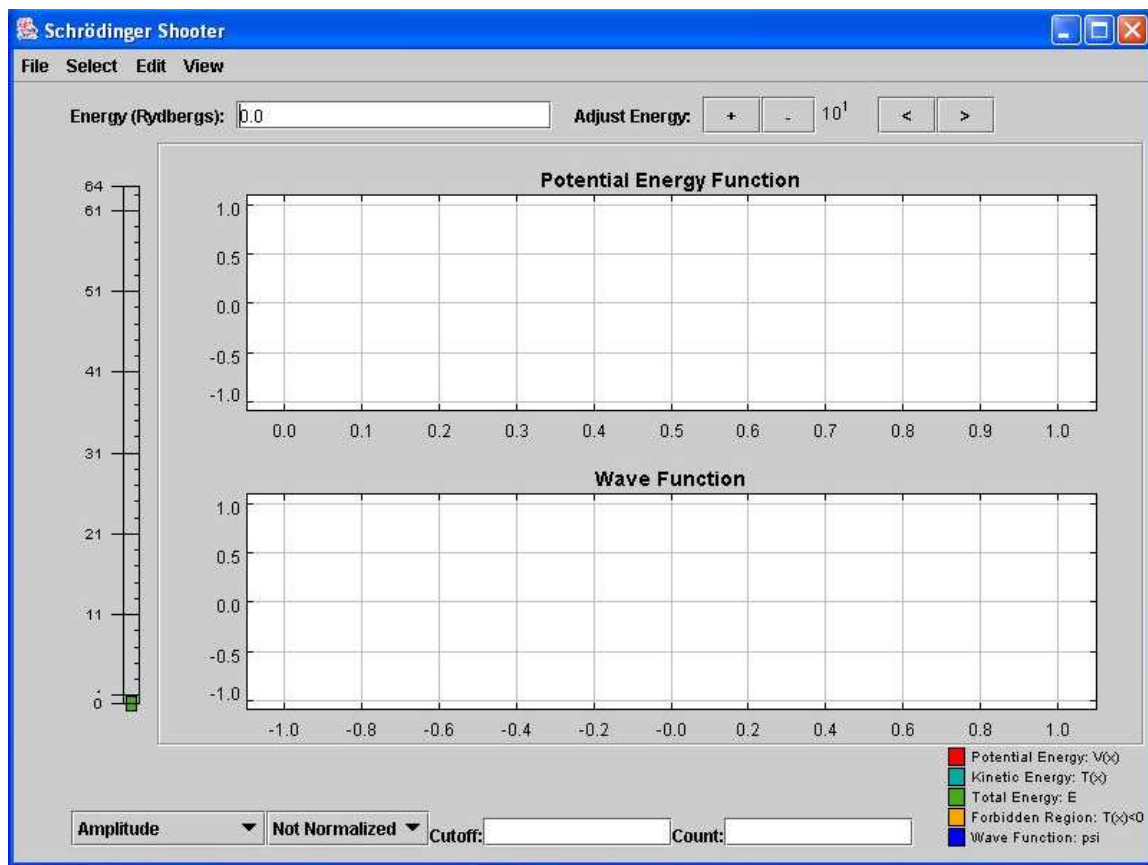 Schrödinger Shooter
File Select Edit View
Energy (Rydbergs): 0.0 Adjust Energy: + - 10¹ < >
64
61
51
41
31
21
11
0
Potential Energy Function
1.0
0.5
0.0
-0.5
-1.0
0.0 0.1 0.2 0.3 0.4 0.5 0.6 0.7 0.8 0.9 1.0
Wave Function
1.0
0.5
0.0
-0.5
-1.0
-1.0 -0.8 -0.6 -0.4 -0.2 -0.0 0.2 0.4 0.6 0.8 1.0
Potential Energy: V(x)
Kinetic Energy: T(x)
Total Energy: E
Forbidden Region: T(x)<0
Wave Function: psi
Amplitude Not Normalized Cutoff: Count: